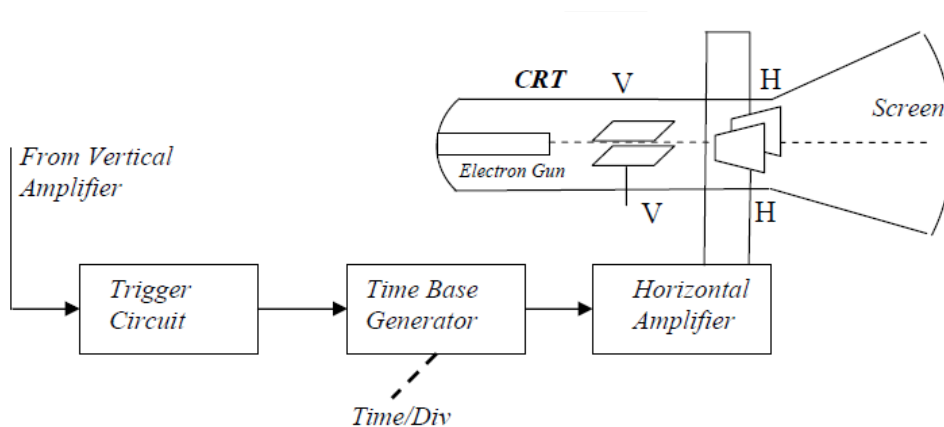 CRT
V
H
Screen
From Vertical
Amplifier
Electron Gun
V
H
Trigger
Circuit
Time Base
Generator
Horizontal
Amplifier
Time/Div